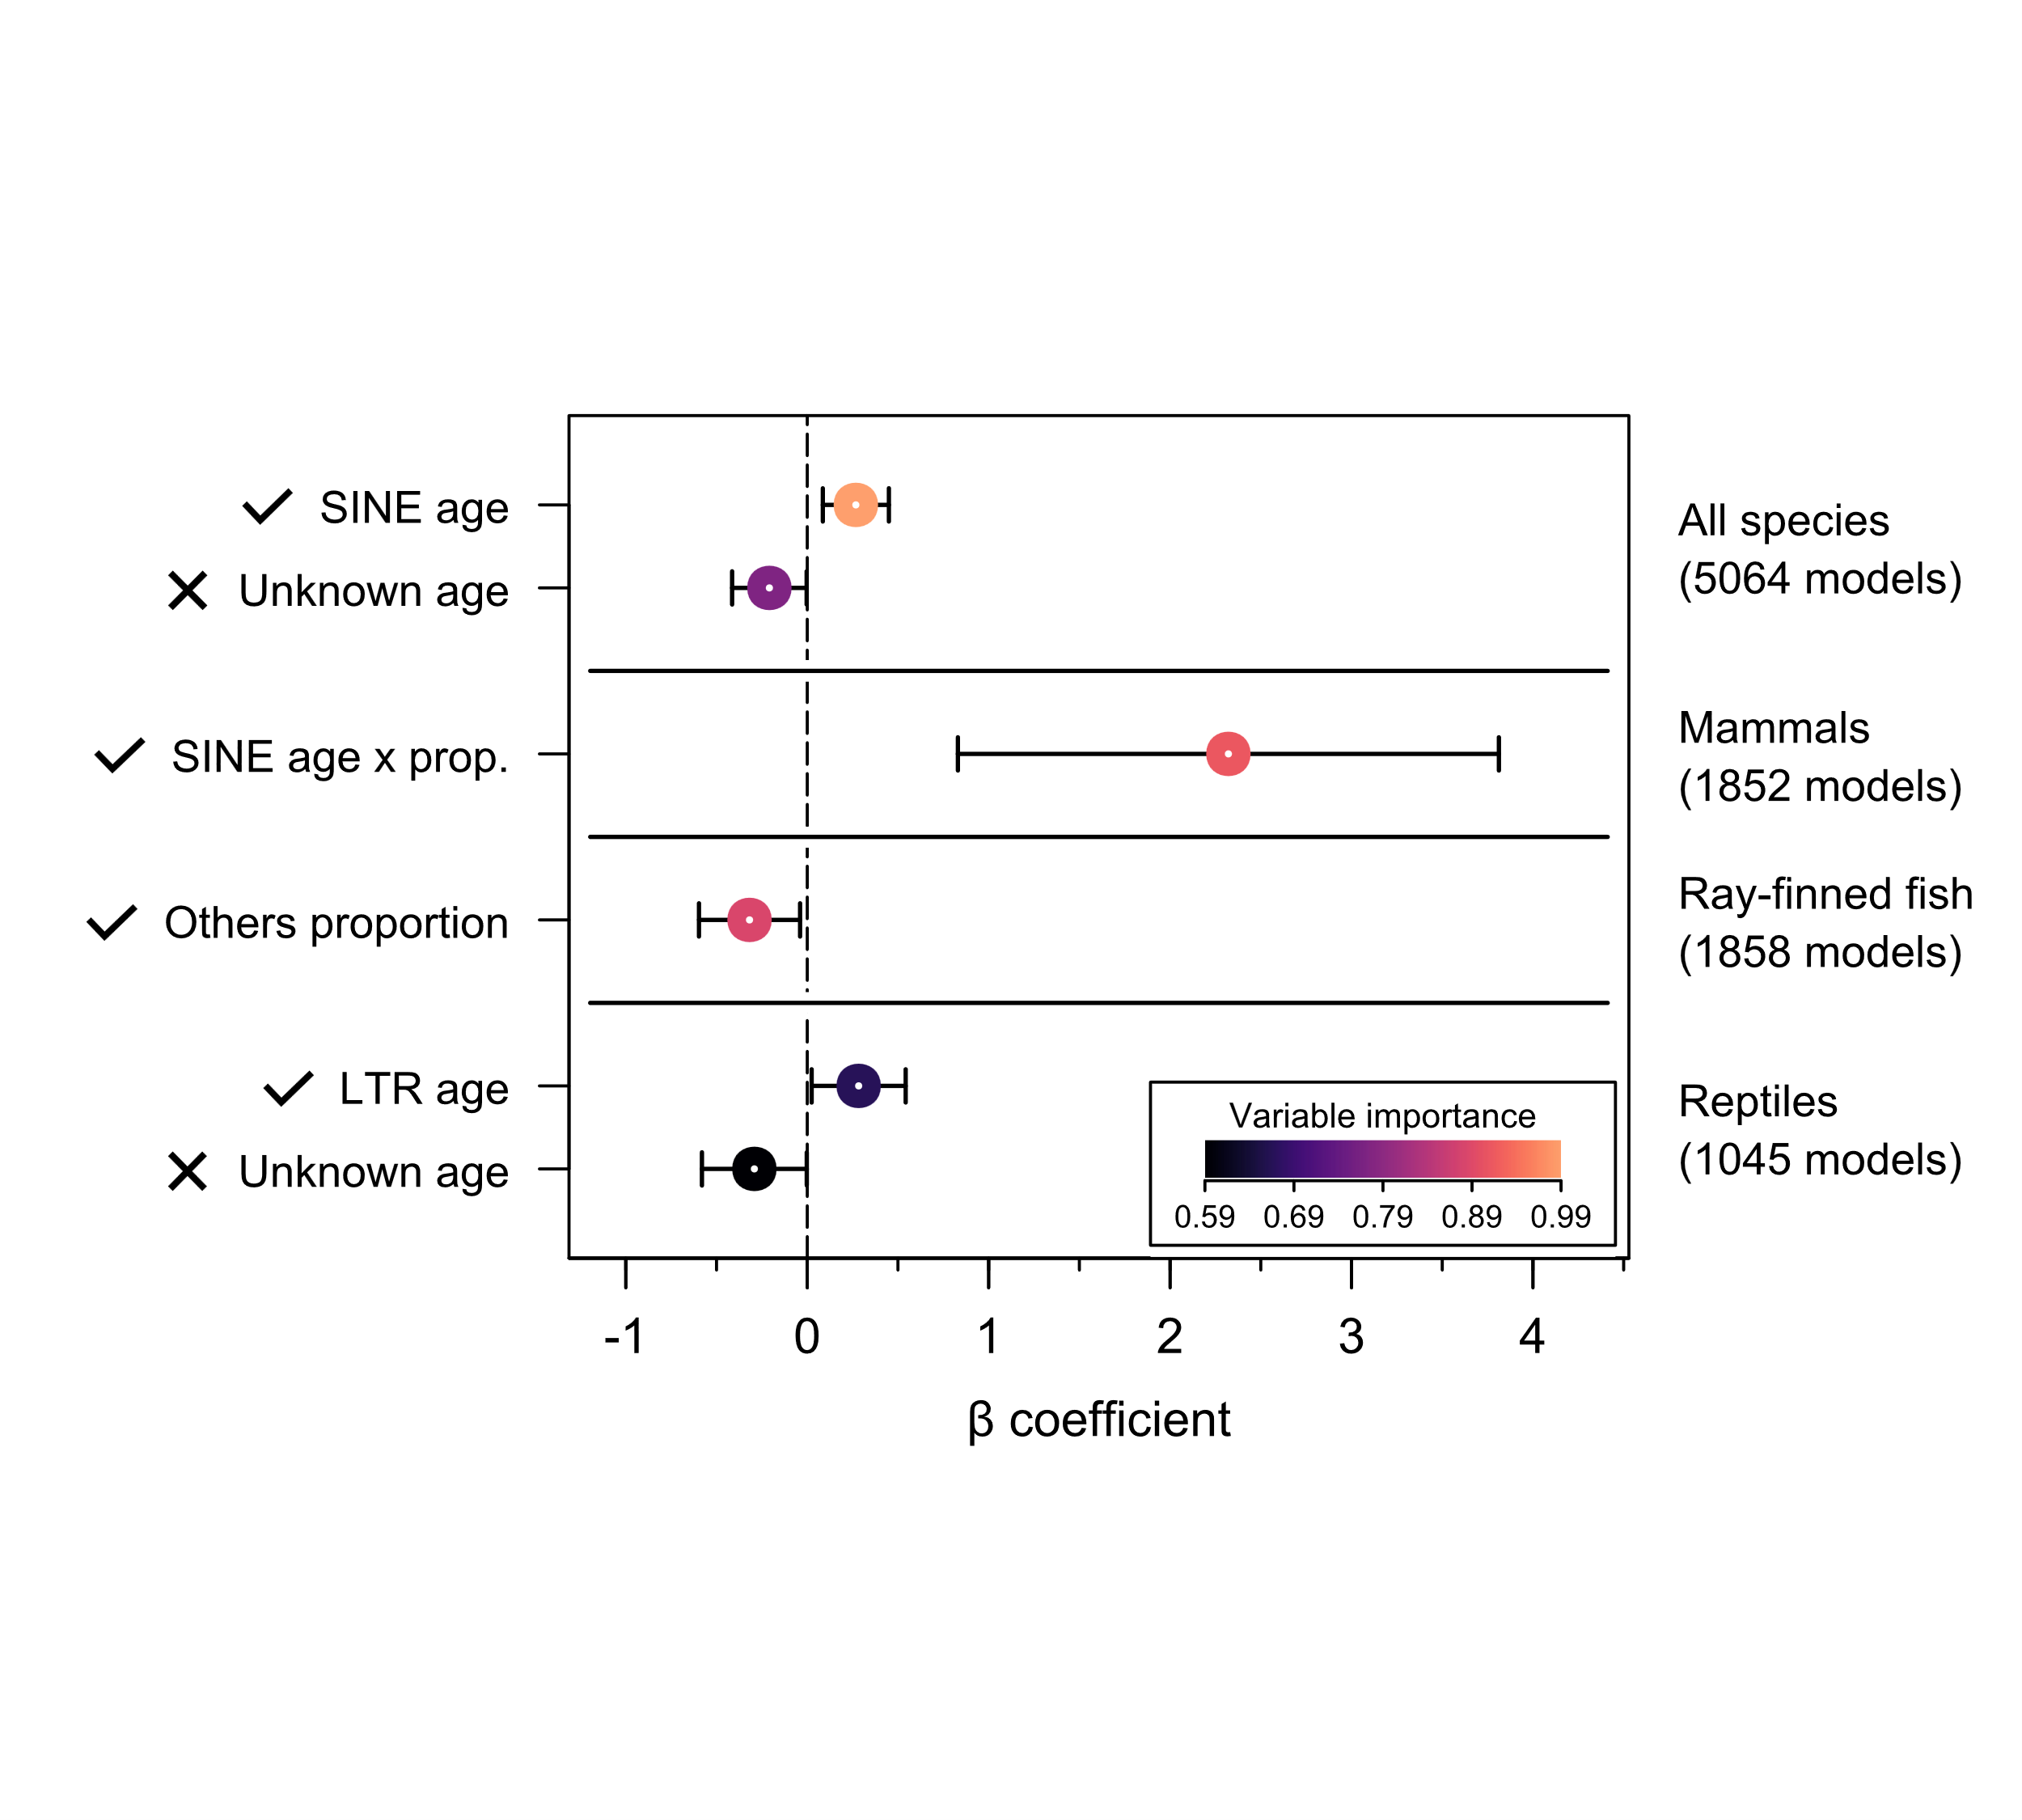 SINE age
Unknown age
All species
(5064 models)
SINE age x prop.
Mammals
(1852 models)
Others proportion
Ray-finned fish
(1858 models)
LTR age
Unknown age
Reptiles
(1045 models)
Variable importance
0.59 0.69 0.79 0.89 0.99
-1 0 1 2 3 4
β coefficient